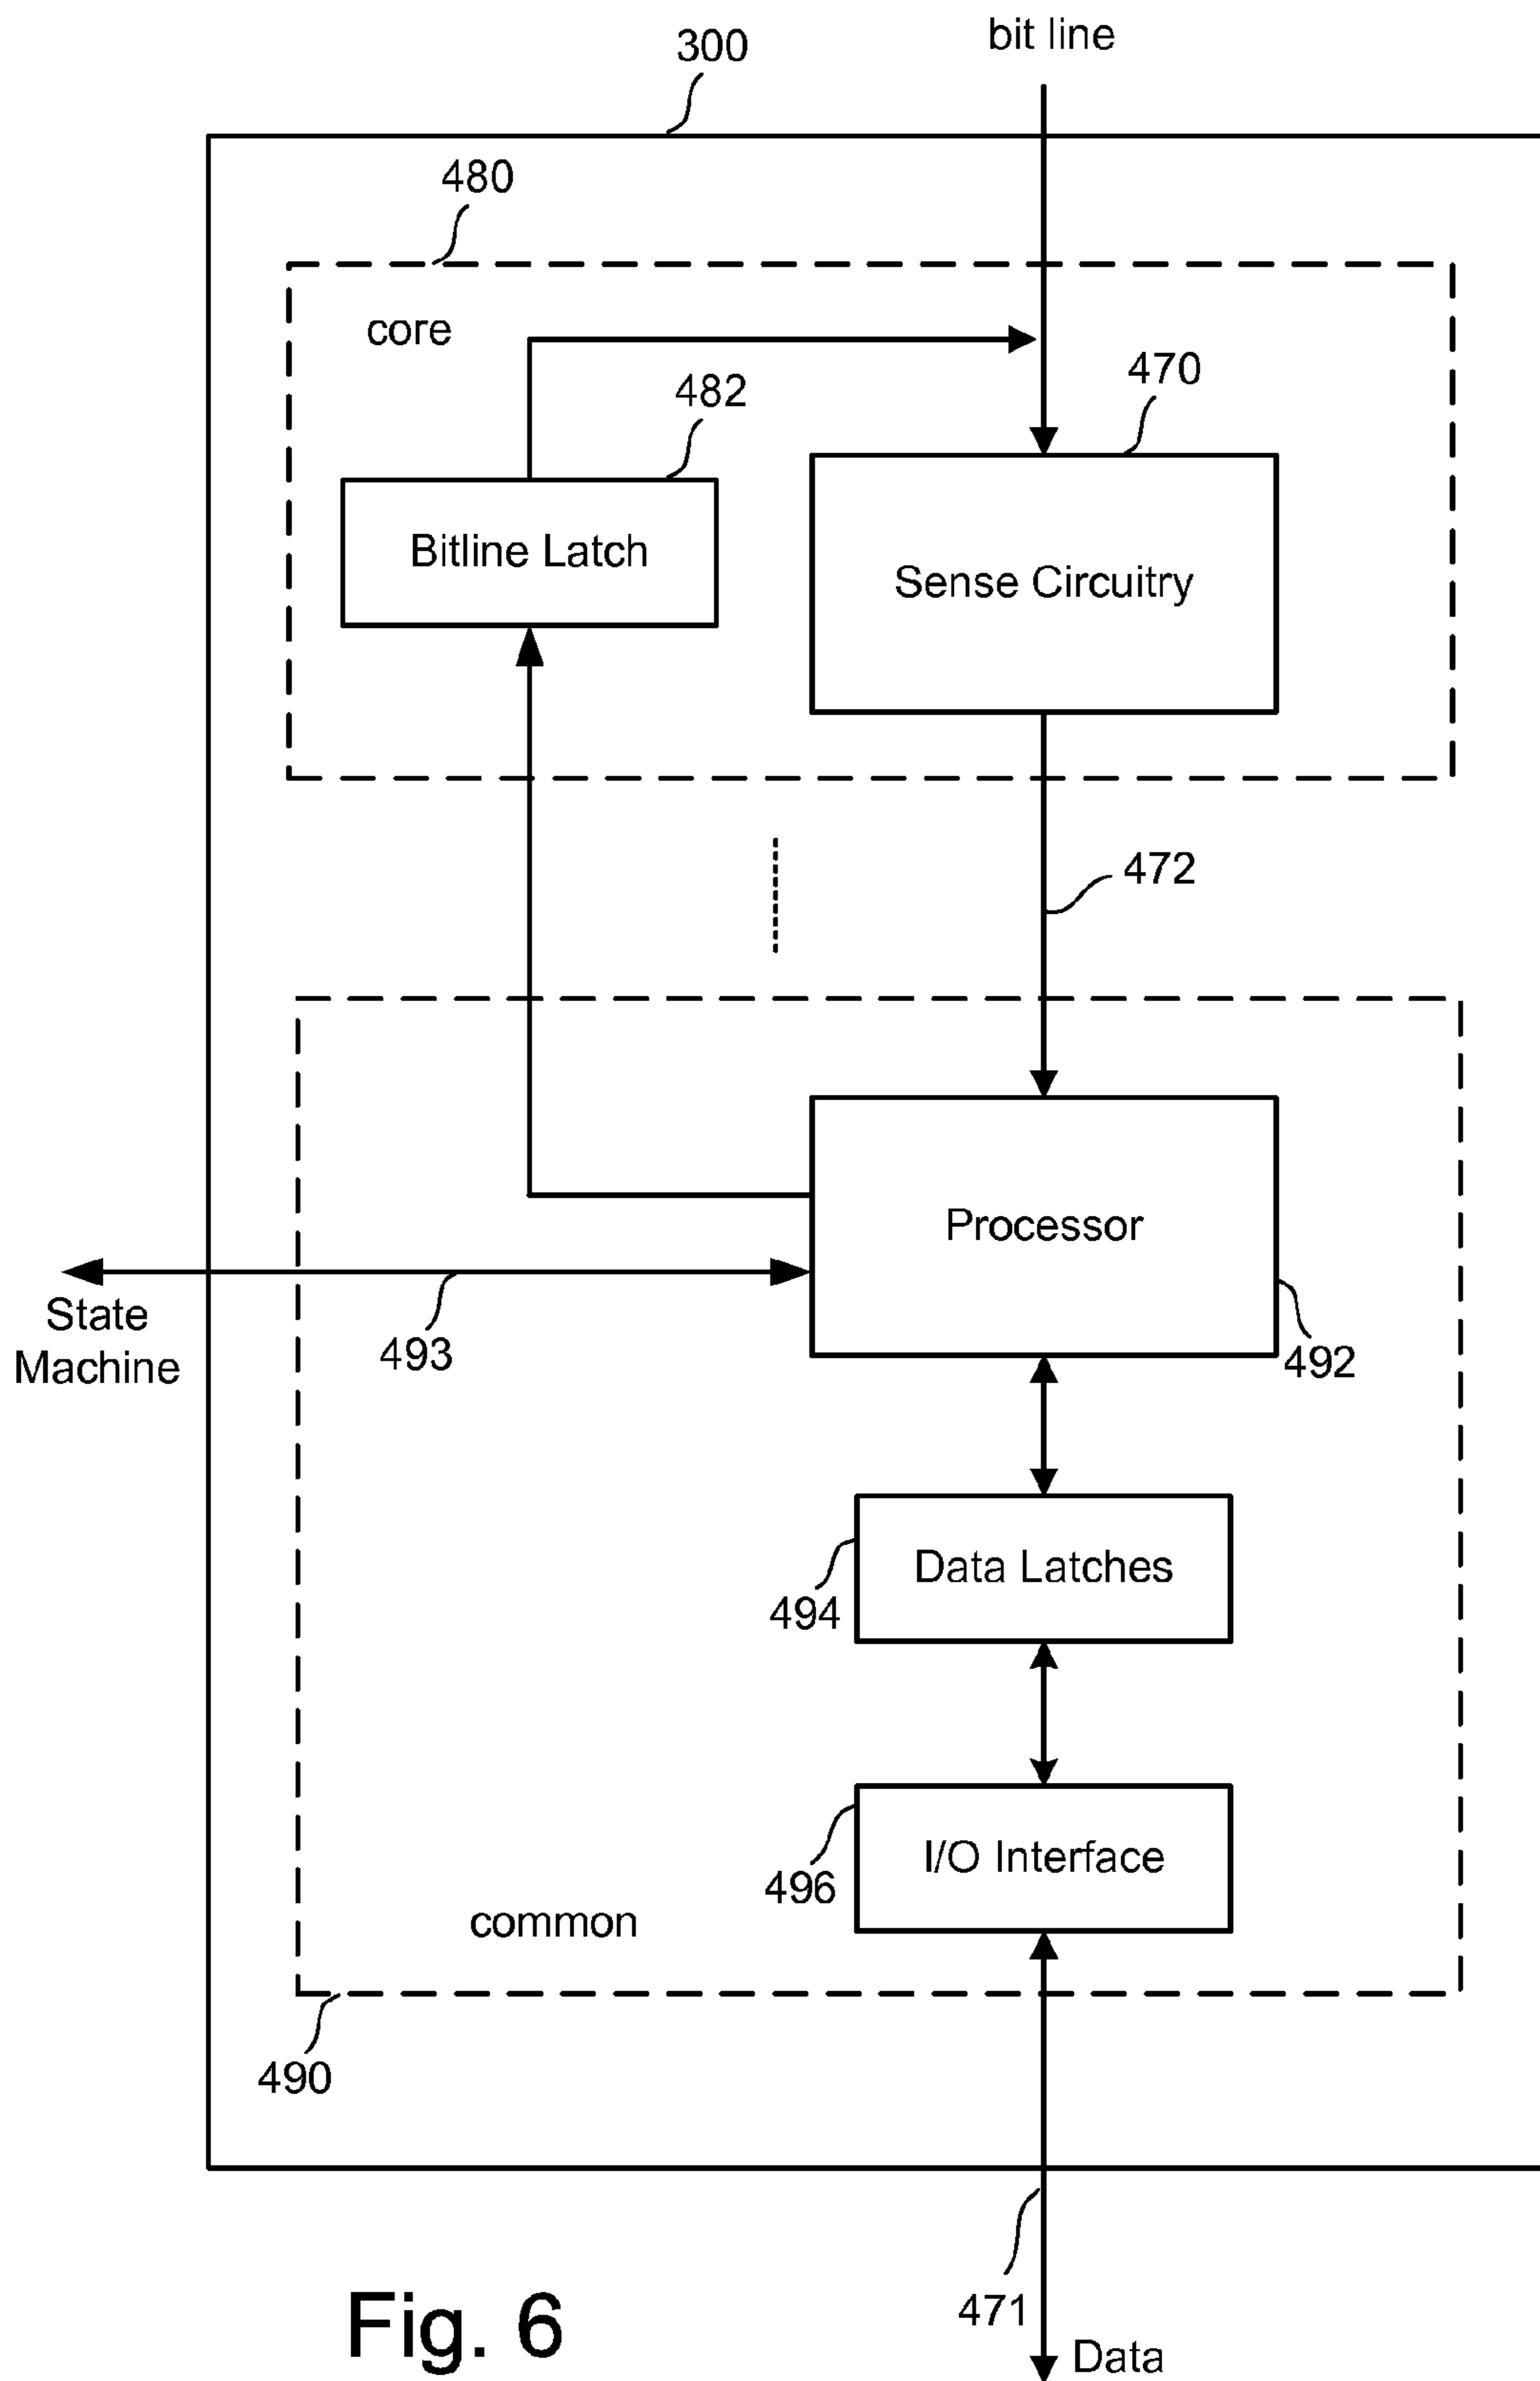 bit line
300
480
core
470
482
Bitline Latch
Sense Circuitry
472
Processor
State
Machine
493
492
Data Latches
494
I/O Interface
496
common
490
471
Fig. 6
Data